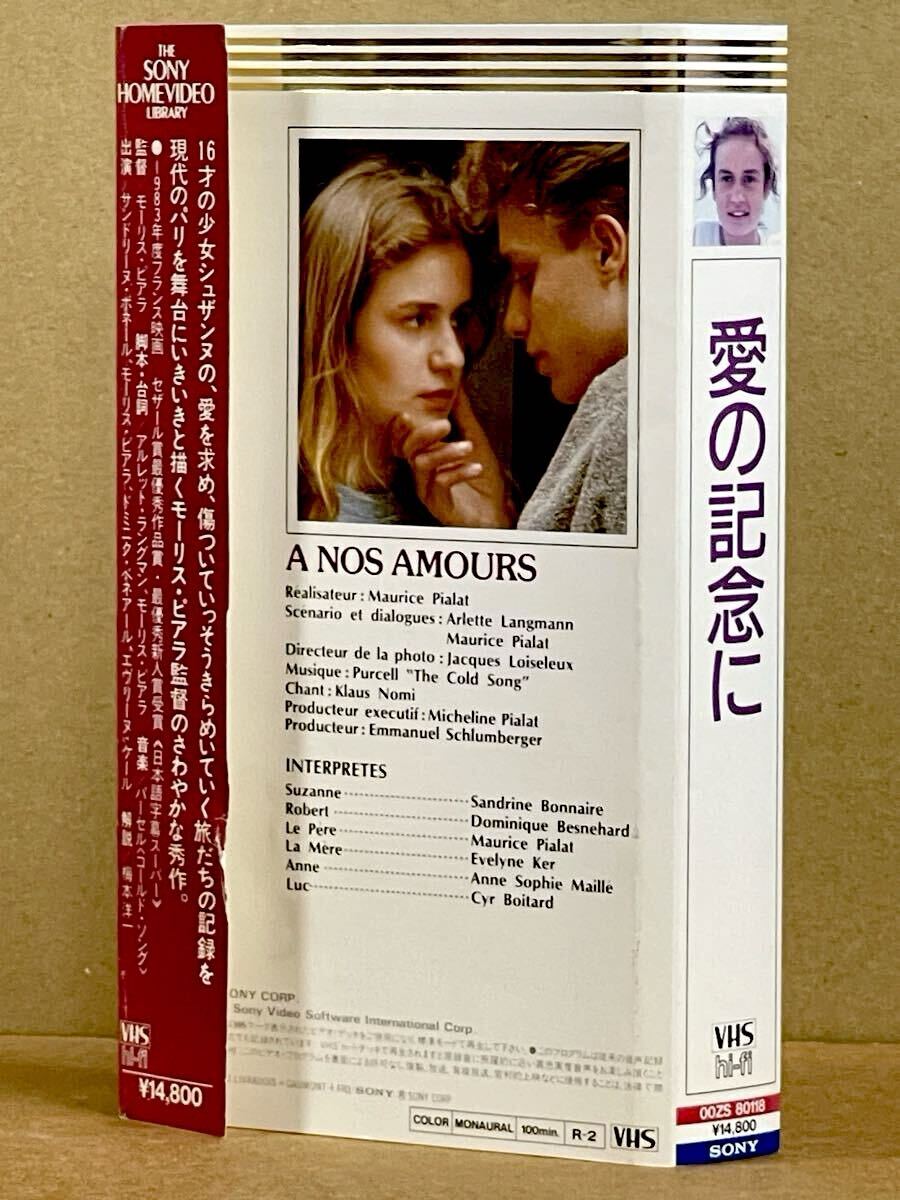 THE
SONY
HOMEVIDEO
LIBRARY
16才の少女シュザンヌの、愛を求め、傷ついていっそうきらめいていく旅だちの記録を
現代のパリを舞台にいきいきと描くモーリス・ピアラ監督のさわやかな秀作。
●1983年度フランス映画 セザール賞最優秀作品賞・最優秀新人賞受賞《日本語字幕スーパー》
監督/モーリス・ピアラ 脚本・台詞/アルレット・ラングマン、モーリス・ピアラ 音楽/パーセル《コールド・ソング》
出演/サンドリーヌ・ボネール、モーリス・ピアラ、ドミニク・ベネアール、エヴリーヌ・ケール 解説/梅本洋一
VHS
hi-fi
¥14,800
A NOS AMOURS
Réalisateur : Maurice Pialat
Scénario et dialogues : Arlette Langmann
Maurice Pialat
Directeur de la photo : Jacques Loiseleux
Musique : Purcell "The Cold Song"
Chant : Klaus Nomi
Producteur executif : Micheline Pialat
Producteur : Emmanuel Schlumberger
INTERPRETES
Suzanne Sandrine Bonnaire
Robert Dominique Besnehard
Le Père Maurice Pialat
La Mère Evelyne Ker
Anne Anne Sophie Maillé
Luc Cyr Boitard
ONY CORP.
Sony Video Software International Corp.
SONY ® SONY CORP
COLOR MONAURAL 100min. R-2 VHS
愛の記念に
VHS
hi-fi
00ZS 80118
¥14,800
SONY